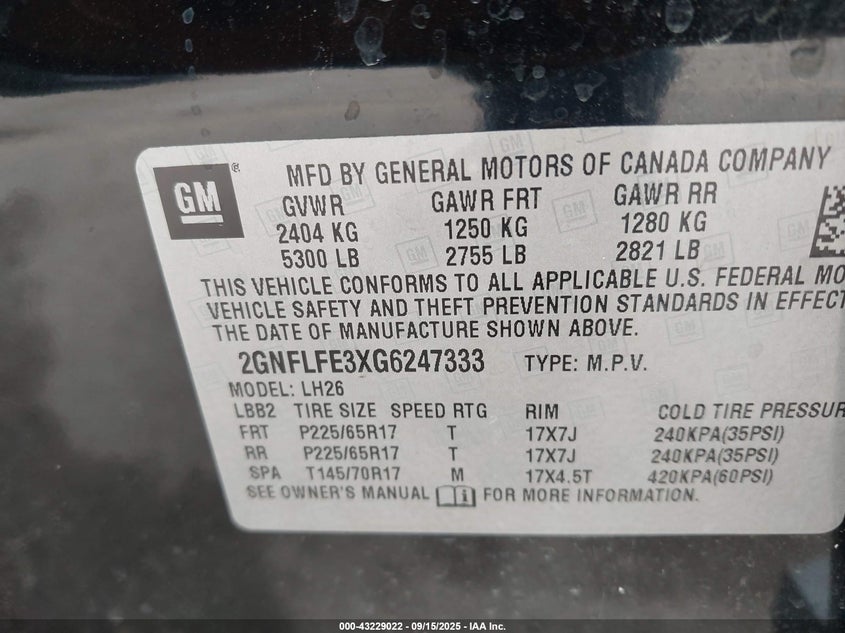 GM
MFD BY GENERAL MOTORS OF CANADA COMPANY
GVWR GAWR FRT GAWR RR
2404 KG 1250 KG 1280 KG
5300 LB 2755 LB 2821 LB
THIS VEHICLE CONFORMS TO ALL APPLICABLE U.S. FEDERAL MO
VEHICLE SAFETY AND THEFT PREVENTION STANDARDS IN EFFECT
THE DATE OF MANUFACTURE SHOWN ABOVE.
2GNFLFE3XG6247333 TYPE: M.P.V.
MODEL: LH26
LBB2 TIRE SIZE SPEED RTG RIM COLD TIRE PRESSUR
FRT P225/65R17 T 17X7J 240KPA(35PSI)
RR P225/65R17 T 17X7J 240KPA(35PSI)
SPA T145/70R17 M 17X4.5T 420KPA(60PSI)
SEE OWNER'S MANUAL FOR MORE INFORMATION.
000-43229022 - 09/15/2025 - IAA Inc.